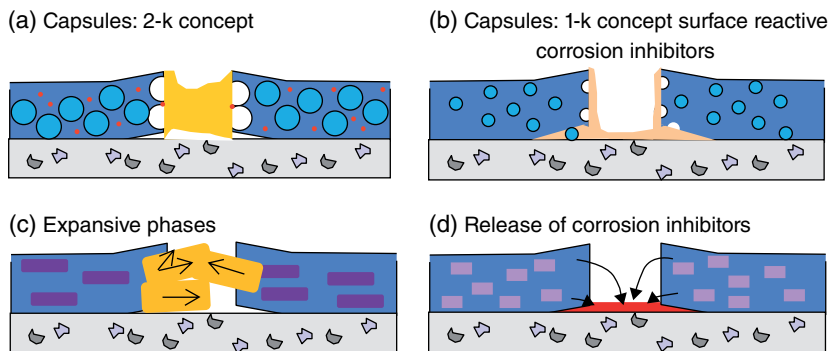 (a) Capsules: 2-k concept
(b) Capsules: 1-k concept surface reactive
corrosion inhibitors
(c) Expansive phases
(d) Release of corrosion inhibitors